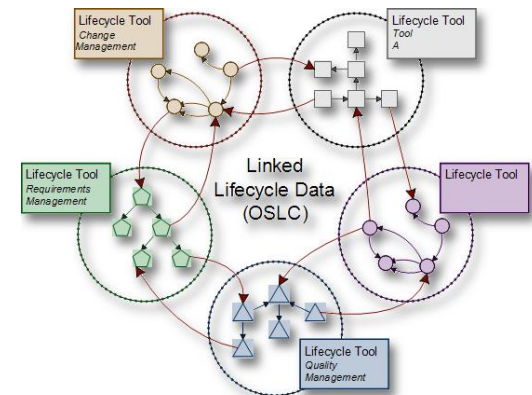 Lifecycle Tool
Change
Management
Lifecycle Tool
Tool
A
Lifecycle Tool
Requirements
Management
Linked
Lifecycle Data
(OSLC)
Lifecycle Tool
Lifecycle Tool
Quality
Management